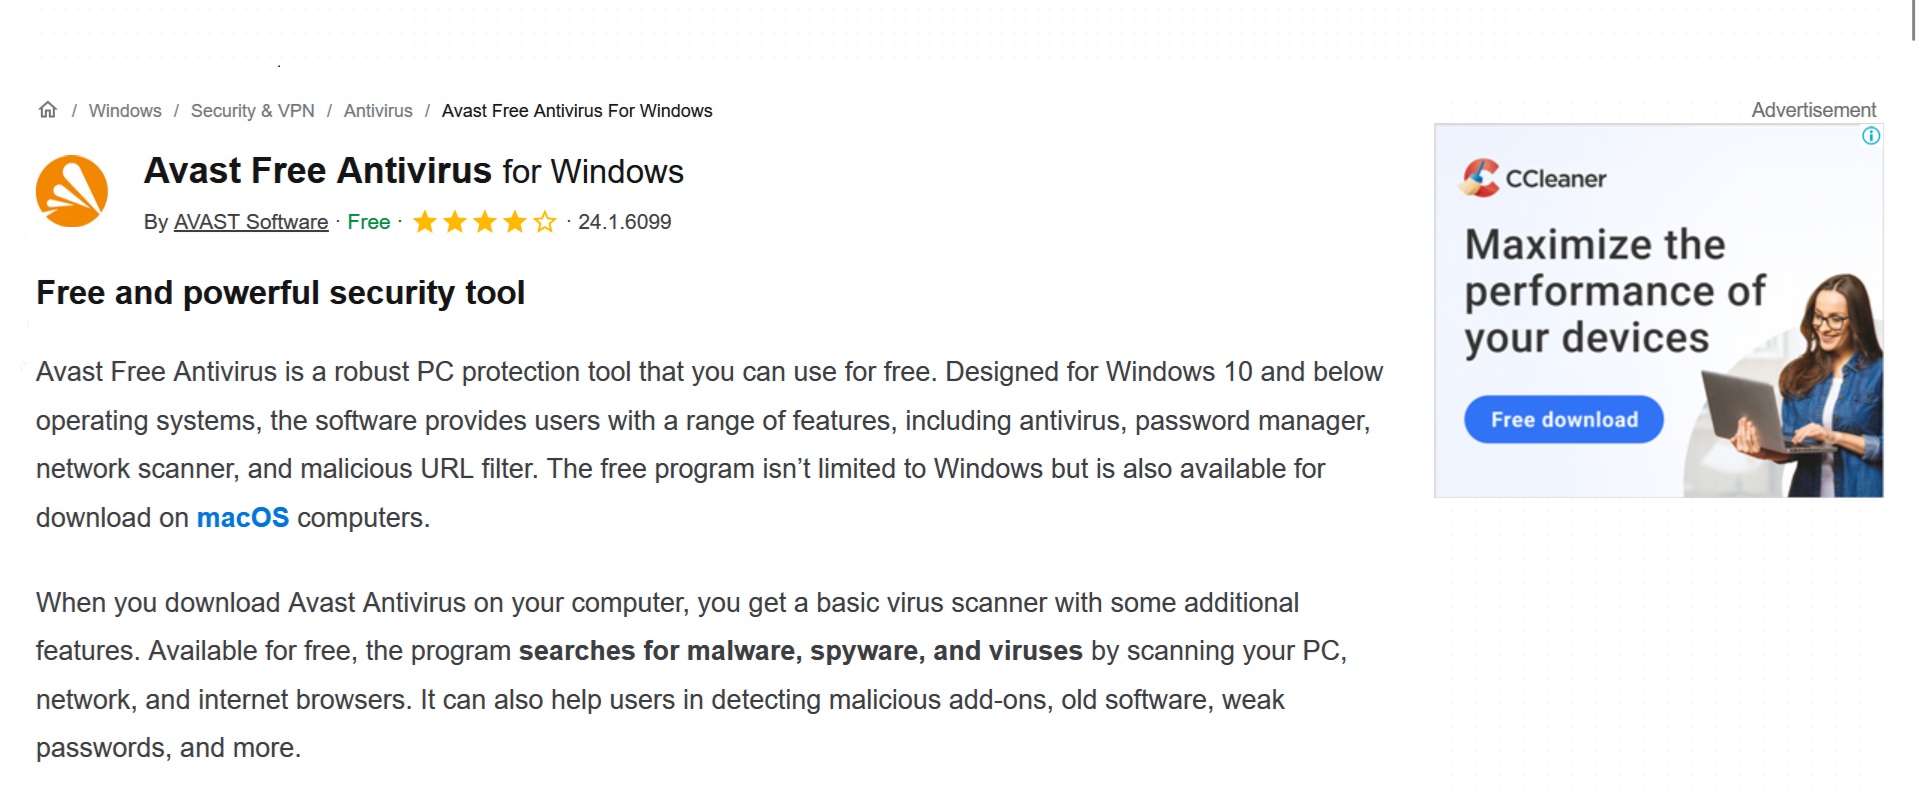 / Windows / Security & VPN / Antivirus / Avast Free Antivirus For Windows
Avast Free Antivirus for Windows
By AVAST Software · Free · · 24.1.6099
Free and powerful security tool
Avast Free Antivirus is a robust PC protection tool that you can use for free. Designed for Windows 10 and below
operating systems, the software provides users with a range of features, including antivirus, password manager,
network scanner, and malicious URL filter. The free program isn’t limited to Windows but is also available for
download on macOS computers.
When you download Avast Antivirus on your computer, you get a basic virus scanner with some additional
features. Available for free, the program searches for malware, spyware, and viruses by scanning your PC,
network, and internet browsers. It can also help users in detecting malicious add-ons, old software, weak
passwords, and more.
Advertisement
CCleaner
Maximize the
performance of
your devices
Free download